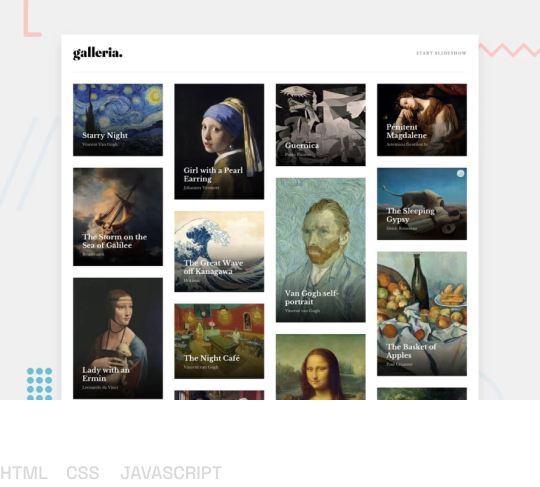 galleria.
START SLIDESHOW
Starry Night
Vincent Van Gogh
Girl with a Pearl
Earring
Johannes Vermeer
Guernica
Pablo Picasso
Penitent
Magdalene
Artemisia Gentileschi
The Storm on the
Sea of Galilee
Rembrandt
The Great Wave
off Kanagawa
Hokusai
Van Gogh self-
portrait
Vincent van Gogh
The Sleeping
Gypsy
Henri Rousseau
Lady with an
Ermin
Leonardo da Vinci
The Night Café
Vincent van Gogh
The Basket of
Apples
Paul Cézanne
HTML CSS JAVASCRIPT